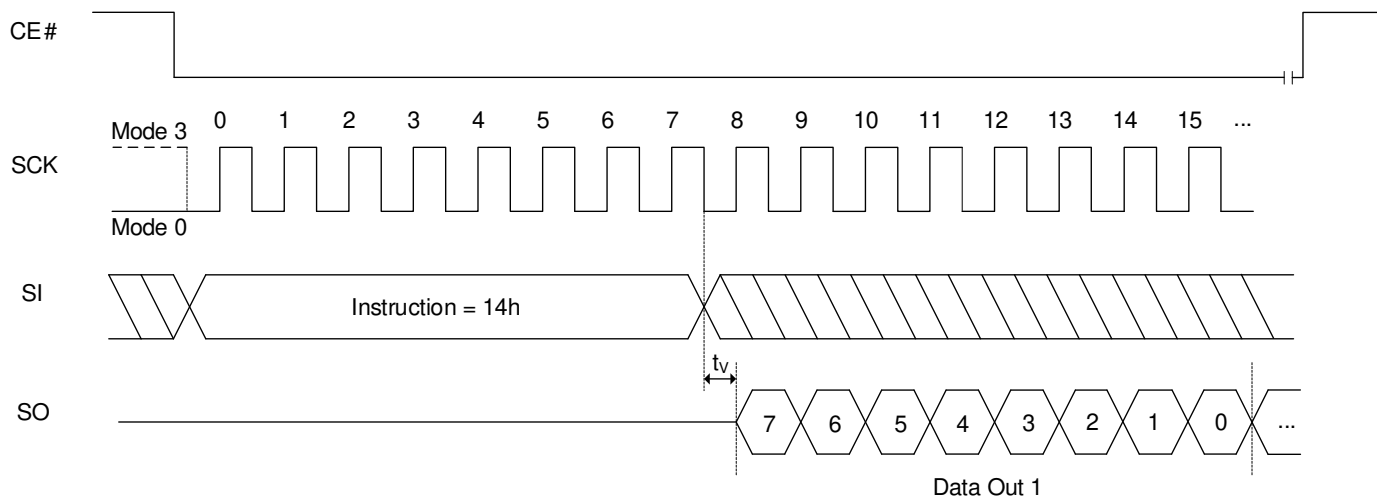 CE#
Mode 3 0 1 2 3 4 5 6 7 8 9 10 11 12 13 14 15 ...
SCK
Mode 0
SI Instruction = 14h
tV
SO 7 6 5 4 3 2 1 0 ...
Data Out 1